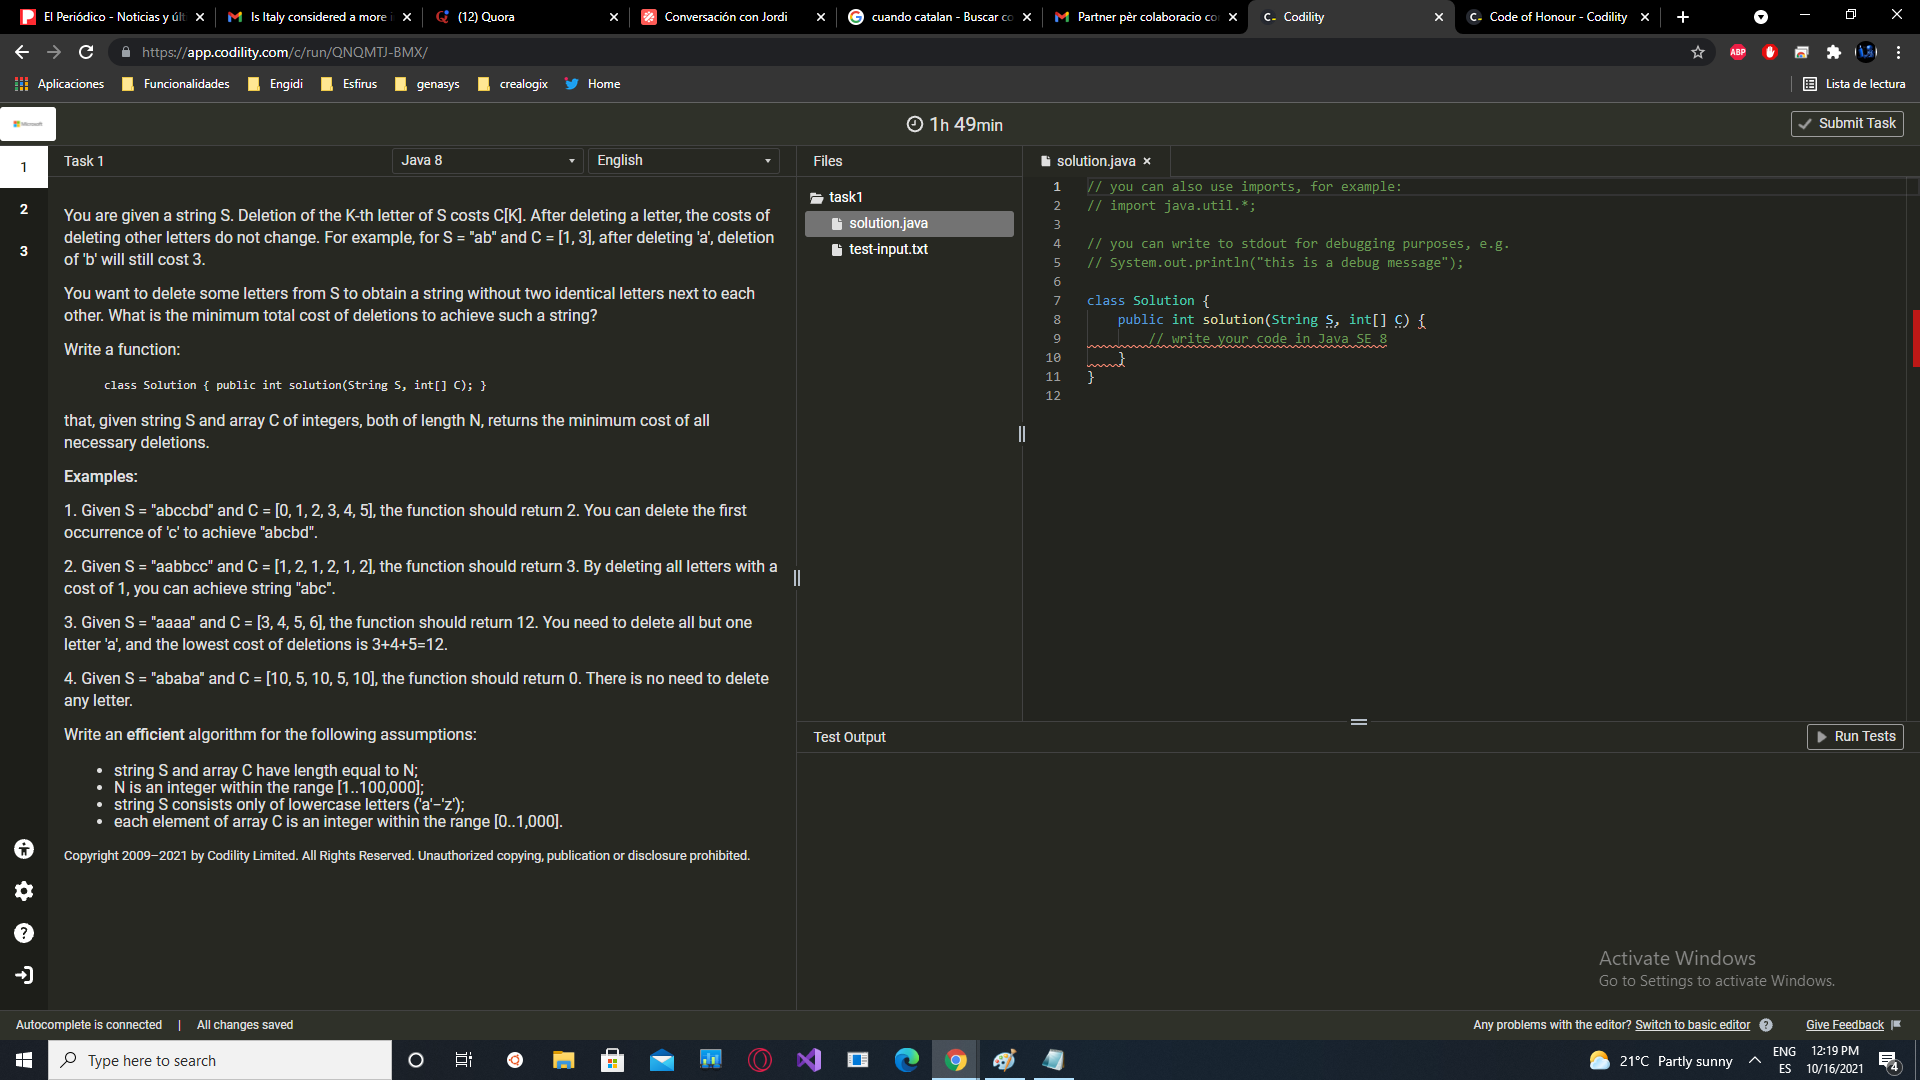 El Periódico - Noticias y últ
Is Italy considered a more
(12) Quora
Conversación con Jordi
cuando catalan - Buscar co
Partner pèr colaboracio co
Codility
Code of Honour - Codility
https://app.codility.com/c/run/QNQMTJ-BMX/
ABP
Aplicaciones
Funcionalidades
Engidi
Esfirus
genasys
crealogix
Home
Lista de lectura
Microsoft
1h 49min
Submit Task
1
2
3
Task 1
Java 8
English
Files
solution.java
task1
solution.java
test-input.txt
You are given a string S. Deletion of the K-th letter of S costs C[K]. After deleting a letter, the costs of
deleting other letters do not change. For example, for S = "ab" and C = [1, 3], after deleting 'a', deletion
of 'b' will still cost 3.
You want to delete some letters from S to obtain a string without two identical letters next to each
other. What is the minimum total cost of deletions to achieve such a string?
Write a function:
class Solution { public int solution(String S, int[] C); }
that, given string S and array C of integers, both of length N, returns the minimum cost of all
necessary deletions.
Examples:
1. Given S = "abccbd" and C = [0, 1, 2, 3, 4, 5], the function should return 2. You can delete the first
occurrence of 'c' to achieve "abcbd".
2. Given S = "aabbcc" and C = [1, 2, 1, 2, 1, 2], the function should return 3. By deleting all letters with a
cost of 1, you can achieve string "abc".
3. Given S = "aaaa" and C = [3, 4, 5, 6], the function should return 12. You need to delete all but one
letter 'a', and the lowest cost of deletions is 3+4+5=12.
4. Given S = "ababa" and C = [10, 5, 10, 5, 10], the function should return 0. There is no need to delete
any letter.
Write an efficient algorithm for the following assumptions:
• string S and array C have length equal to N;
• N is an integer within the range [1..100,000];
• string S consists only of lowercase letters ('a'−'z');
• each element of array C is an integer within the range [0..1,000].
Copyright 2009–2021 by Codility Limited. All Rights Reserved. Unauthorized copying, publication or disclosure prohibited.
1 // you can also use imports, for example:
2 // import java.util.*;
3
4 // you can write to stdout for debugging purposes, e.g.
5 // System.out.println("this is a debug message");
6
7 class Solution {
8 public int solution(String S, int[] C) {
9 // write your code in Java SE 8
10 }
11 }
12
Test Output
Run Tests
Activate Windows
Go to Settings to activate Windows.
Autocomplete is connected | All changes saved
Any problems with the editor? Switch to basic editor ?
Give Feedback
Type here to search
21°C Partly sunny
ENG
ES
12:19 PM
10/16/2021
4